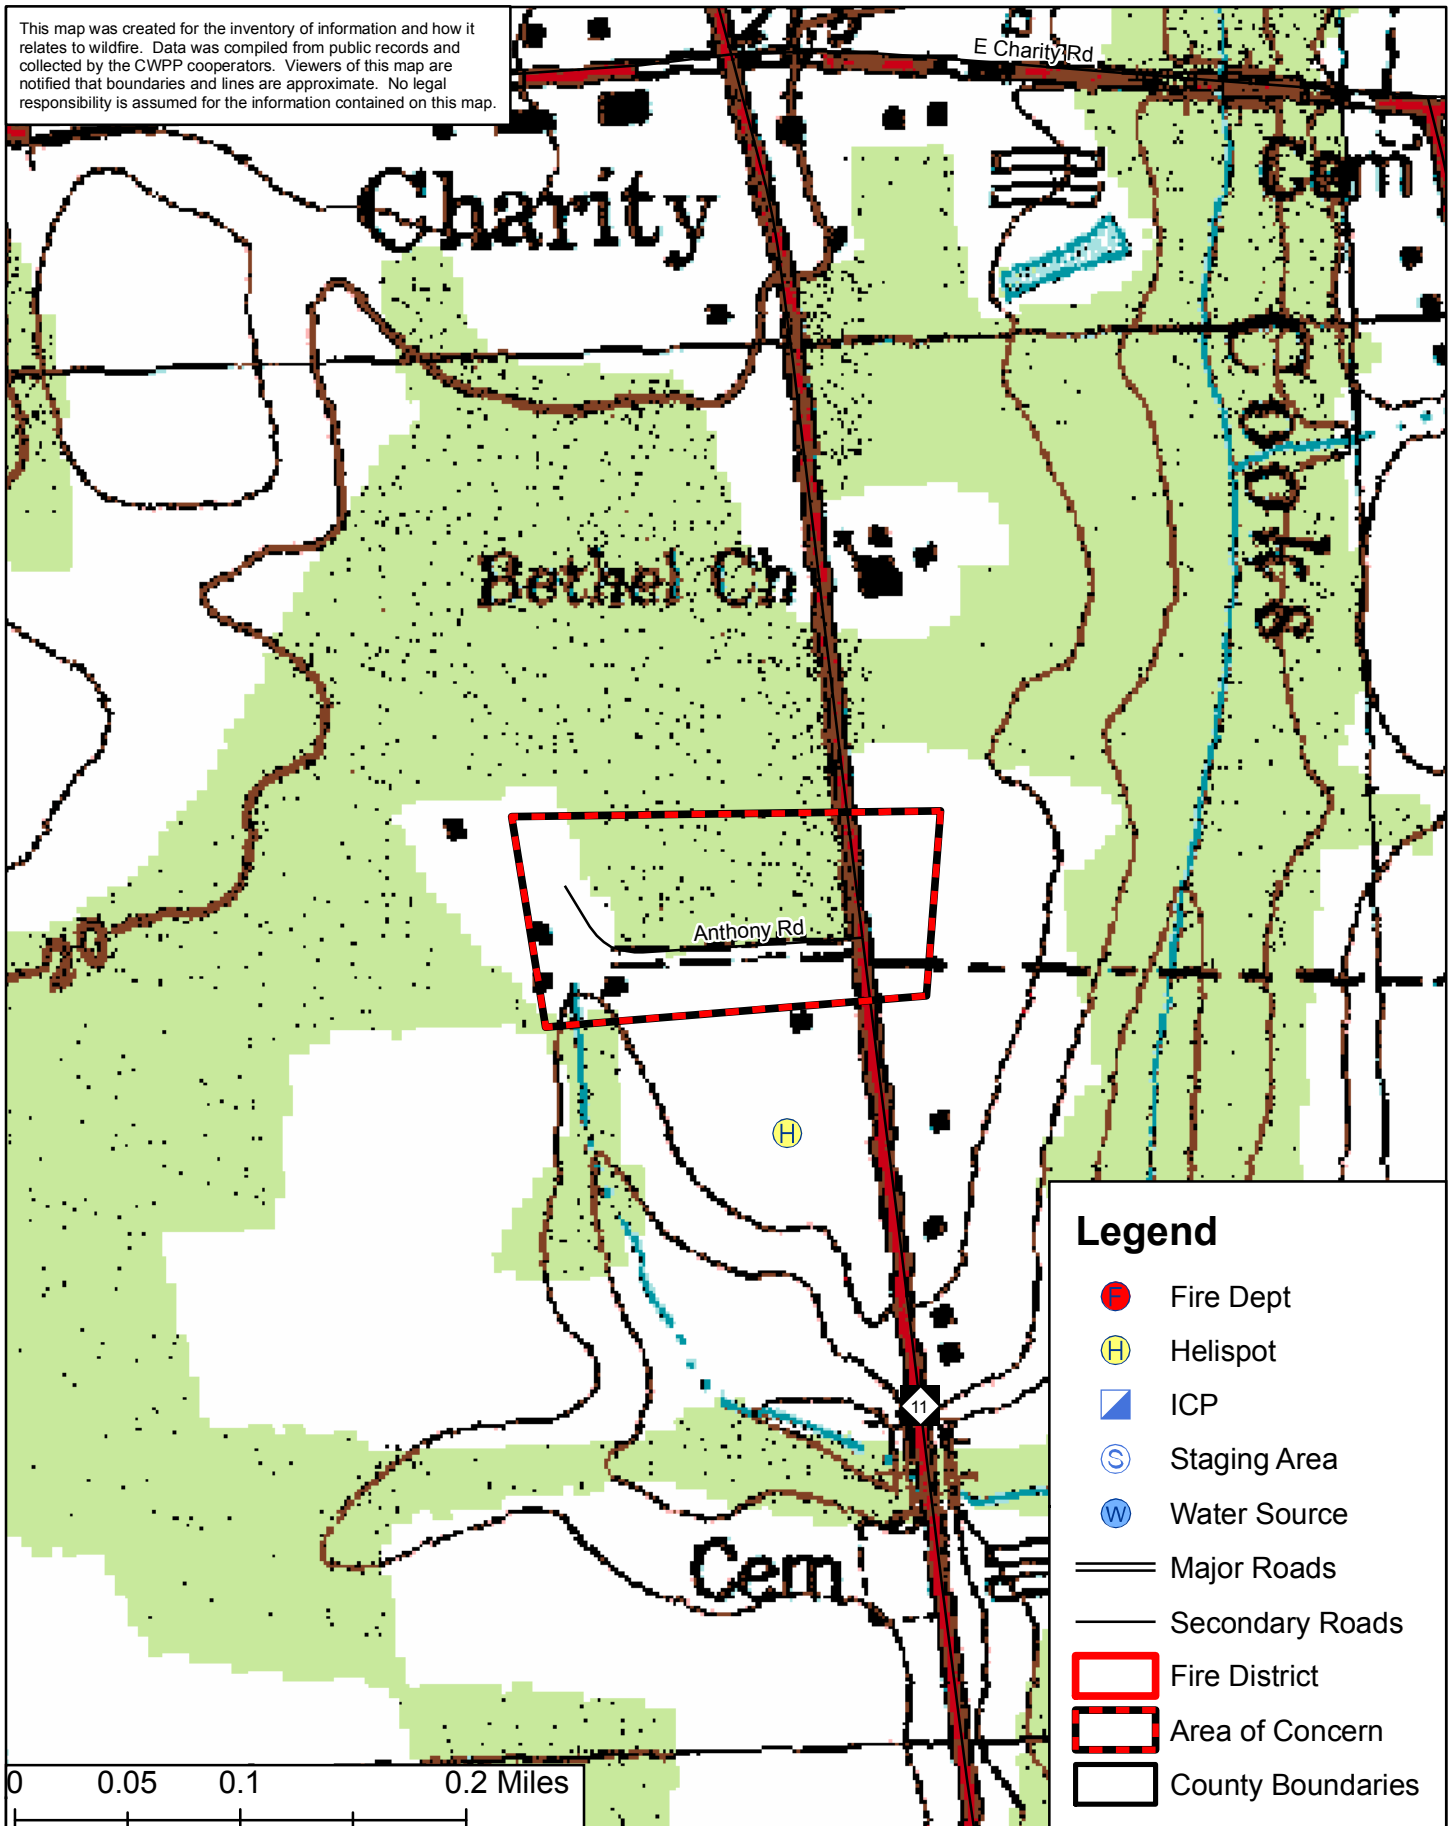 This map was created for the inventory of information and how it
relates to wildfire. Data was compiled from public records and
collected by the CWPP cooperators. Viewers of this map are
notified that boundaries and lines are approximate. No legal
responsibility is assumed for the information contained on this map.
E Charity Rd
Cem
Charity
Cooks
Bethel Ch
Anthony Rd
20
H
11
Cem
Legend
F Fire Dept
H Helispot
ICP
S Staging Area
W Water Source
Major Roads
Secondary Roads
Fire District
Area of Concern
County Boundaries
0 0.05 0.1 0.2 Miles